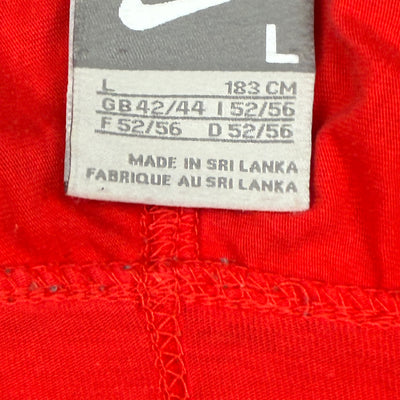 L
L 183 CM
GB 42/44 I 52/56
F 52/56 D 52/56
MADE IN SRI LANKA
FABRIQUE AU SRI LANKA